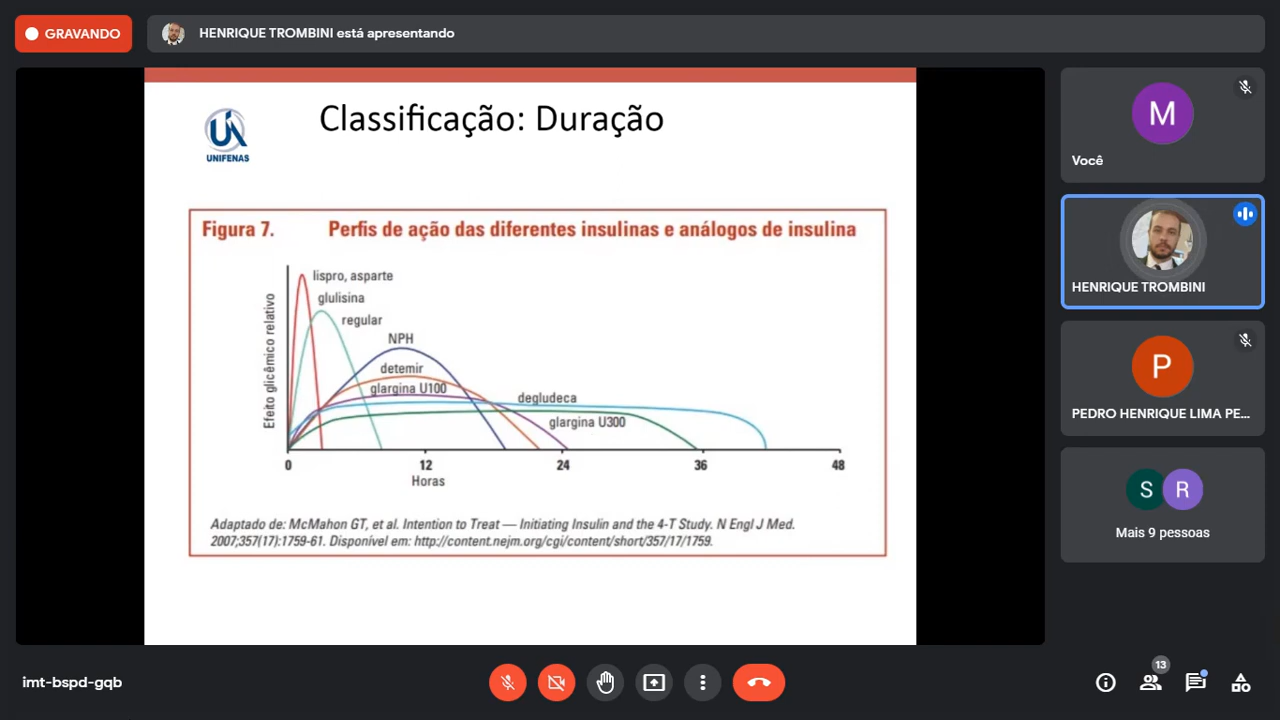 GRAVANDO
HENRIQUE TROMBINI está apresentando
UNIFENAS
Classificação: Duração
Figura 7. Perfis de ação das diferentes insulinas e análogos de insulina
Efeito glicêmico relativo
lispro, asparte
glulisina
regular
NPH
detemir
glargina U100
degludeca
glargina U300
0 12 24 36 48
Horas
Adaptado de: McMahon GT, et al. Intention to Treat — Initiating Insulin and the 4-T Study. N Engl J Med.
2007;357(17):1759-61. Disponível em: http://content.nejm.org/cgi/content/short/357/17/1759.
M
Você
HENRIQUE TROMBINI
P
PEDRO HENRIQUE LIMA PE...
S R
Mais 9 pessoas
imt-bspd-gqb
13